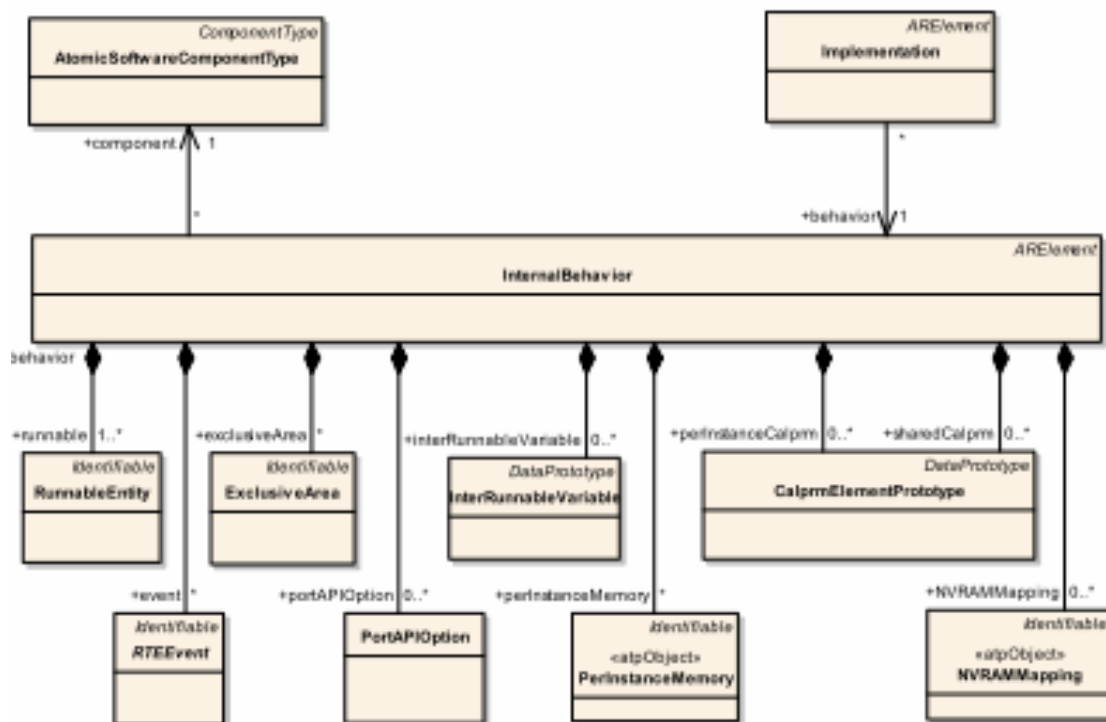 ComponentType
AtomicSoftwareComponentType
ARElement
Implementation
+component 1
*
*
+behavior 1
ARElement
InternalBehavior
behavior
+runnable 1..*
+exclusiveArea *
+interRunnableVariable 0..*
+perInstanceCalprm 0..*
+sharedCalprm 0..*
Identifiable
RunnableEntity
Identifiable
ExclusiveArea
DataPrototype
InterRunnableVariable
DataPrototype
CalprmElementPrototype
+event *
+portAPIOption 0..*
+perInstanceMemory *
+NVRAMMapping 0..*
Identifiable
RTEEvent
PortAPIOption
Identifiable
«atpObject»
PerInstanceMemory
Identifiable
«atpObject»
NVRAMMapping